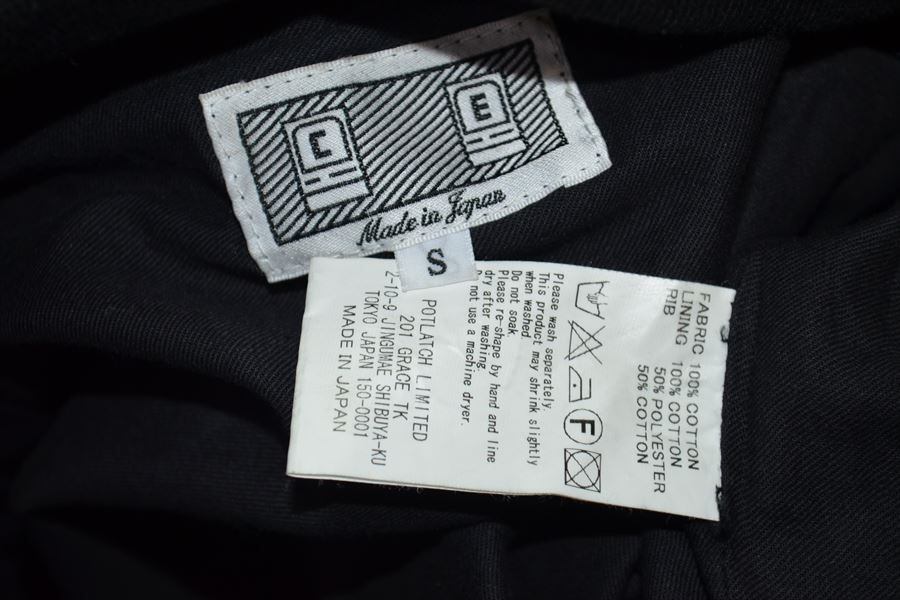 C
E
Made in Japan
S
FABRIC 100% COTTON
LINING 100% COTTON
RIB 50% POLYESTER
50% COTTON
F
Please wash separately.
This product may shrink slightly
when washed.
Do not soak.
Please re-shape by hand and line
dry after washing.
Do not use a machine dryer.
POTLATCH LIMITED
201 GRACE TK
2-10-9 JINGUMAE SHIBUYA-KU
TOKYO JAPAN 150-0001
MADE IN JAPAN